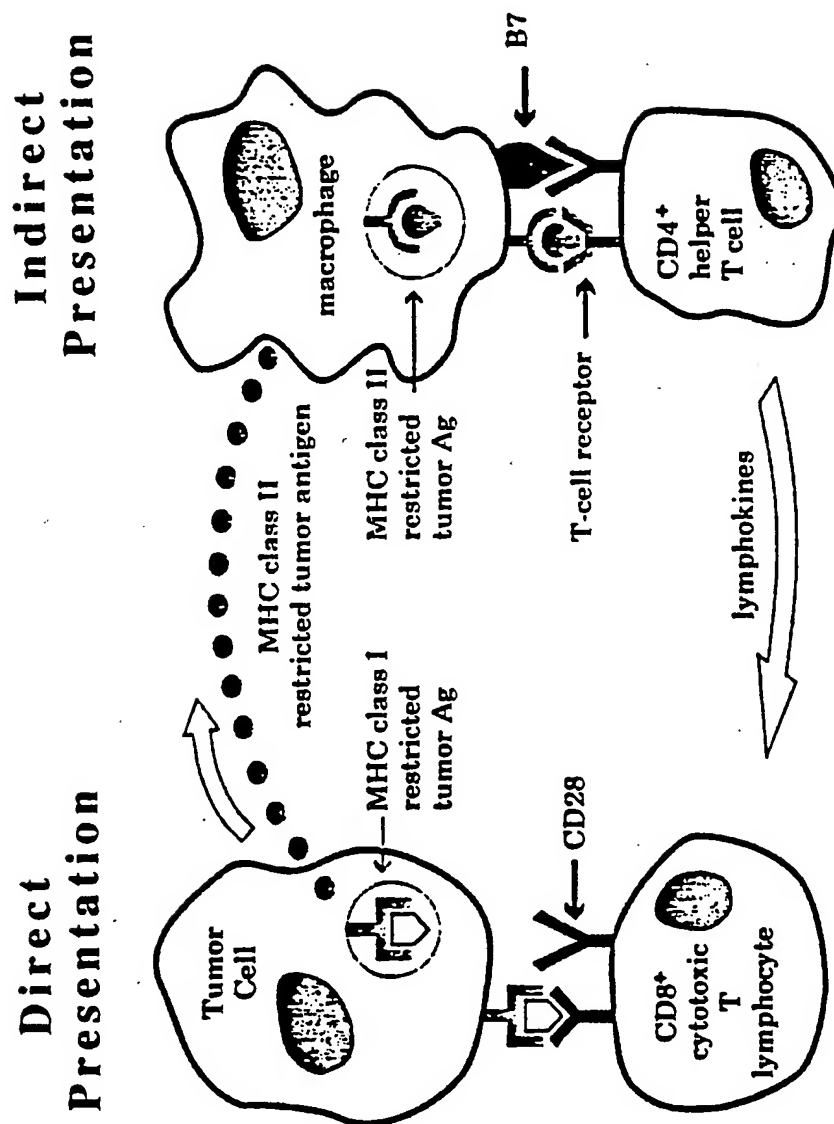 Direct
Presentation
Indirect
Presentation
Tumor
Cell
MHC class I
restricted
tumor Ag
MHC class II
restricted tumor antigen
macrophage
MHC class II
restricted
tumor Ag
B7
T-cell receptor
CD28
CD8+
cytotoxic
T
lymphocyte
CD4+
helper
T cell
lymphokines